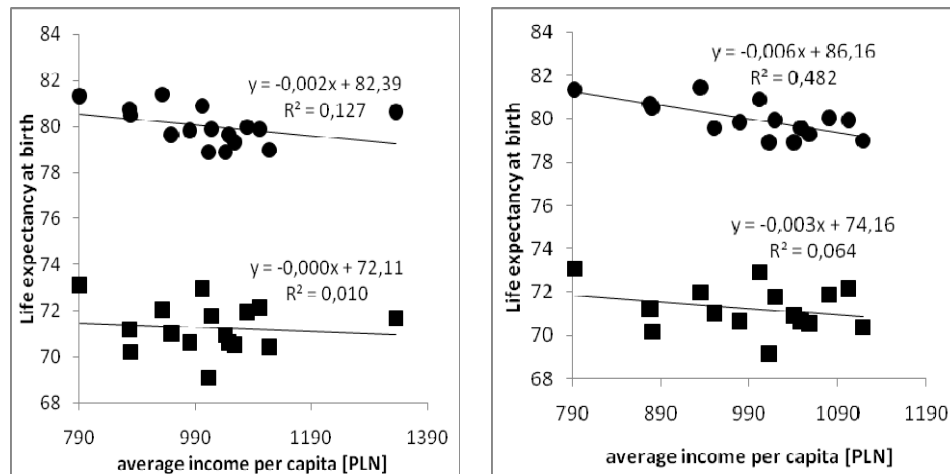 Life expectancy at birth
84
82
80
78
76
74
72
70
68
y = -0,002x + 82,39
R² = 0,127
y = -0,000x + 72,11
R² = 0,010
790 990 1190 1390
average income per capita [PLN]
Life expectancy at birth
84
82
80
78
76
74
72
70
68
y = -0,006x + 86,16
R² = 0,482
y = -0,003x + 74,16
R² = 0,064
790 890 990 1090 1190
average income per capita [PLN]